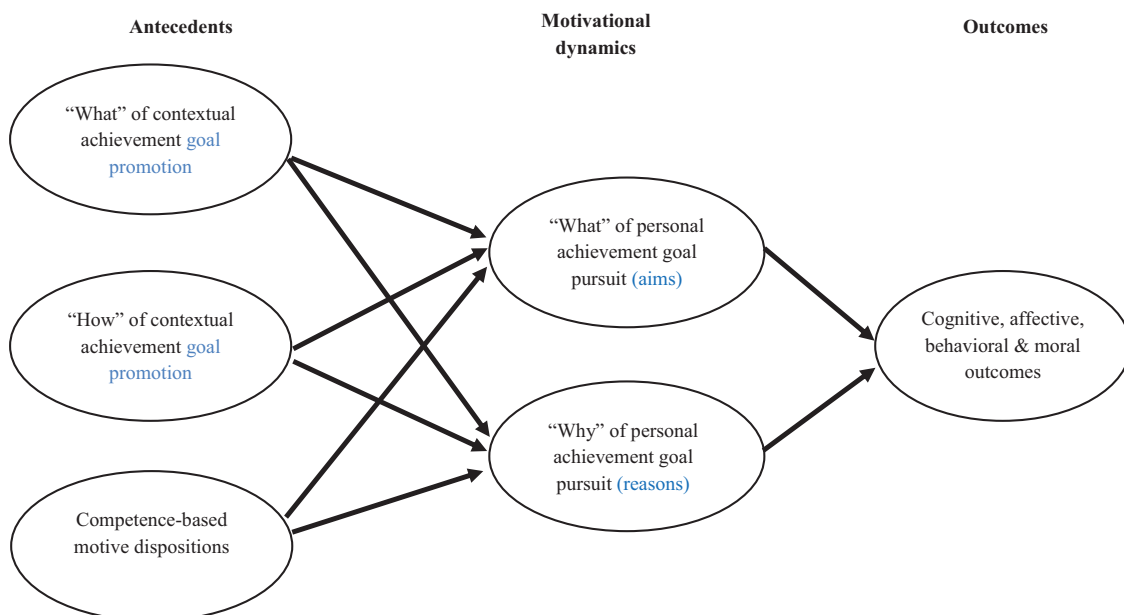 Antecedents
Motivational
dynamics
Outcomes
“What” of contextual
achievement goal
promotion
“How” of contextual
achievement goal
promotion
Competence-based
motive dispositions
“What” of personal
achievement goal
pursuit (aims)
“Why” of personal
achievement goal
pursuit (reasons)
Cognitive, affective,
behavioral & moral
outcomes